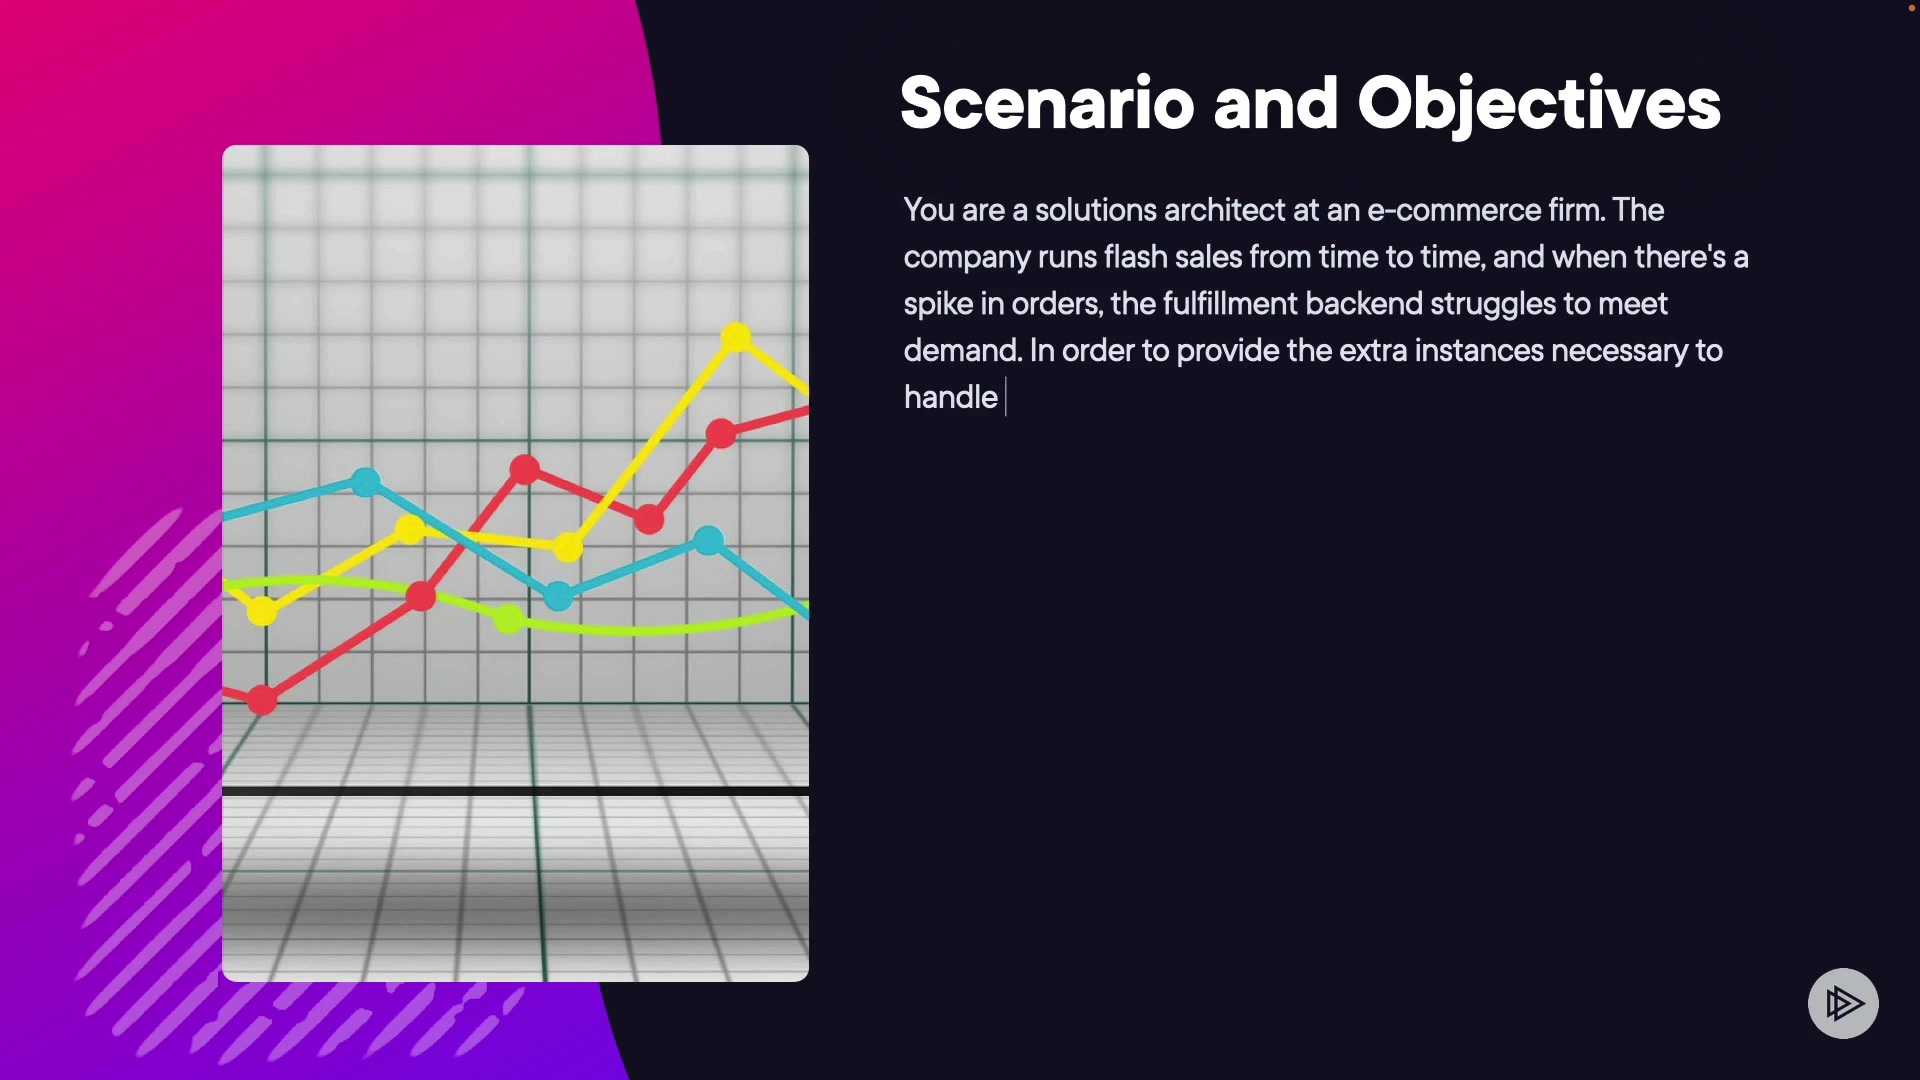 Scenario and Objectives
You are a solutions architect at an e-commerce firm. The
company runs flash sales from time to time, and when there's a
spike in orders, the fulfillment backend struggles to meet
demand. In order to provide the extra instances necessary to
handle